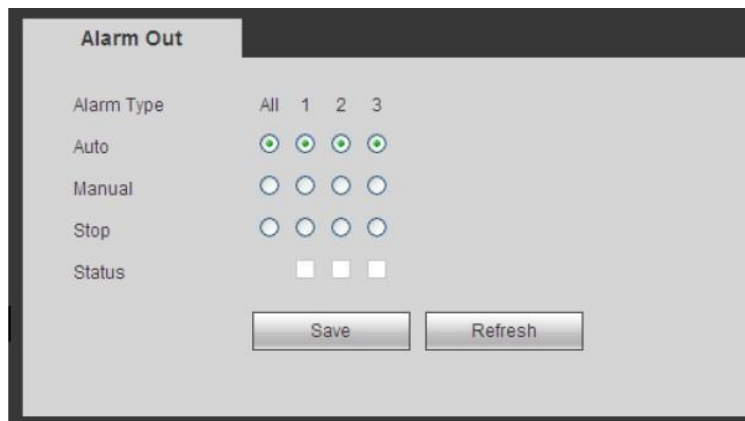 Alarm Out
Alarm Type All 1 2 3
Auto
Manual
Stop
Status
Save Refresh